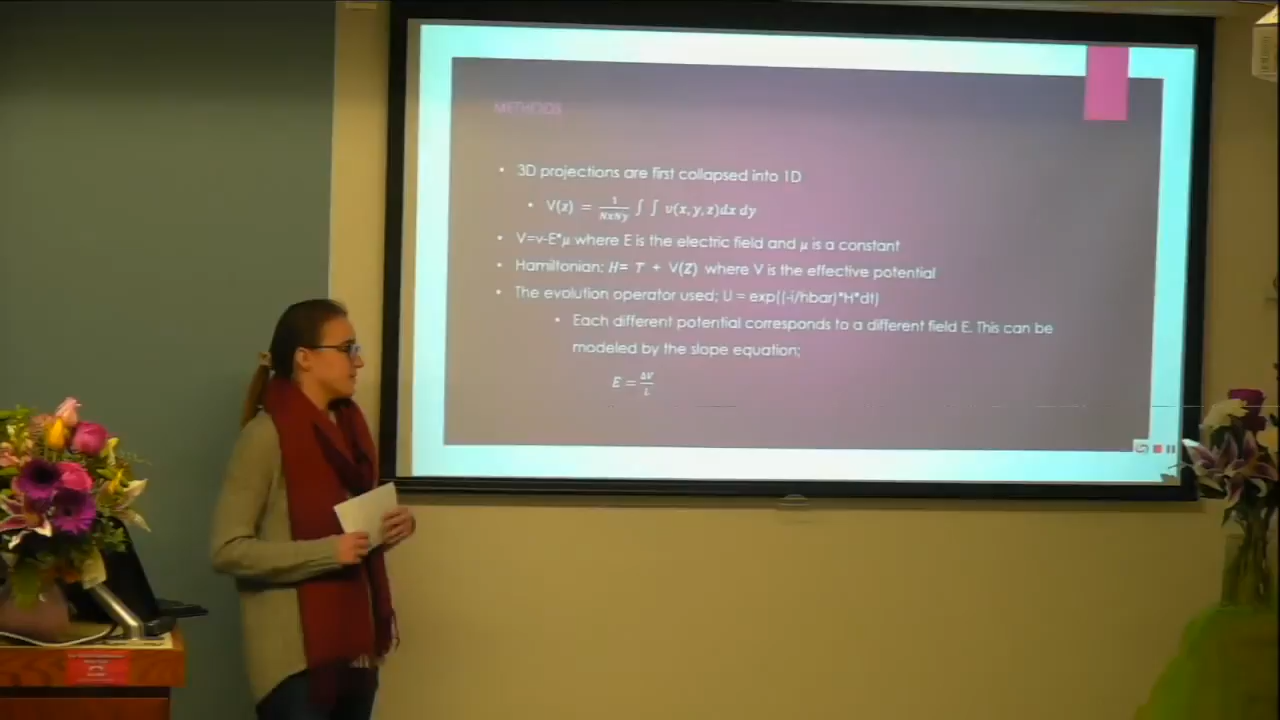 METHODS
• 3D projections are first collapsed into 1D
• V(z) = 1/NxNy ∫ ∫ v(x, y, z)dx dy
• V=v-E*μ where E is the electric field and μ is a constant
• Hamiltonian: H= T + V(Z) where V is the effective potential
• The evolution operator used; U = exp((-i/hbar)*H*dt)
• Each different potential corresponds to a different field E. This can be
modeled by the slope equation;
E = ΔV/L